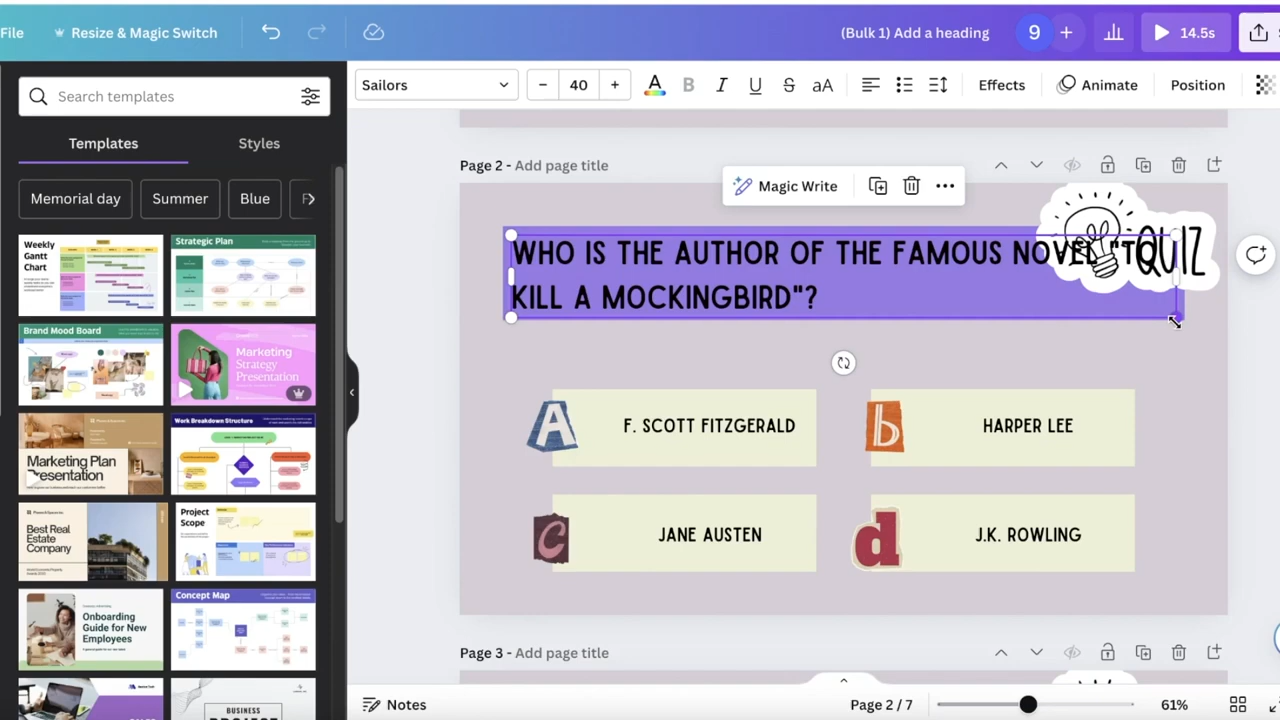 File
Resize & Magic Switch
(Bulk 1) Add a heading
9
14.5s
Search templates
Templates
Styles
Memorial day
Summer
Blue
Weekly
Gantt
Chart
Strategic Plan
Brand Mood Board
Marketing
Strategy
Presentation
Marketing Plan
Presentation
Work Breakdown Structure
Best Real
Estate
Company
Project
Scope
Onboarding
Guide for New
Employees
Concept Map
BUSINESS
Sailors
40
A
B
I
U
S
aA
Effects
Animate
Position
Page 2 - Add page title
Magic Write
WHO IS THE AUTHOR OF THE FAMOUS NOVEL "T
QUIZ
KILL A MOCKINGBIRD"?
A
F. SCOTT FITZGERALD
b
HARPER LEE
C
JANE AUSTEN
d
J.K. ROWLING
Page 3 - Add page title
Notes
Page 2 / 7
61%